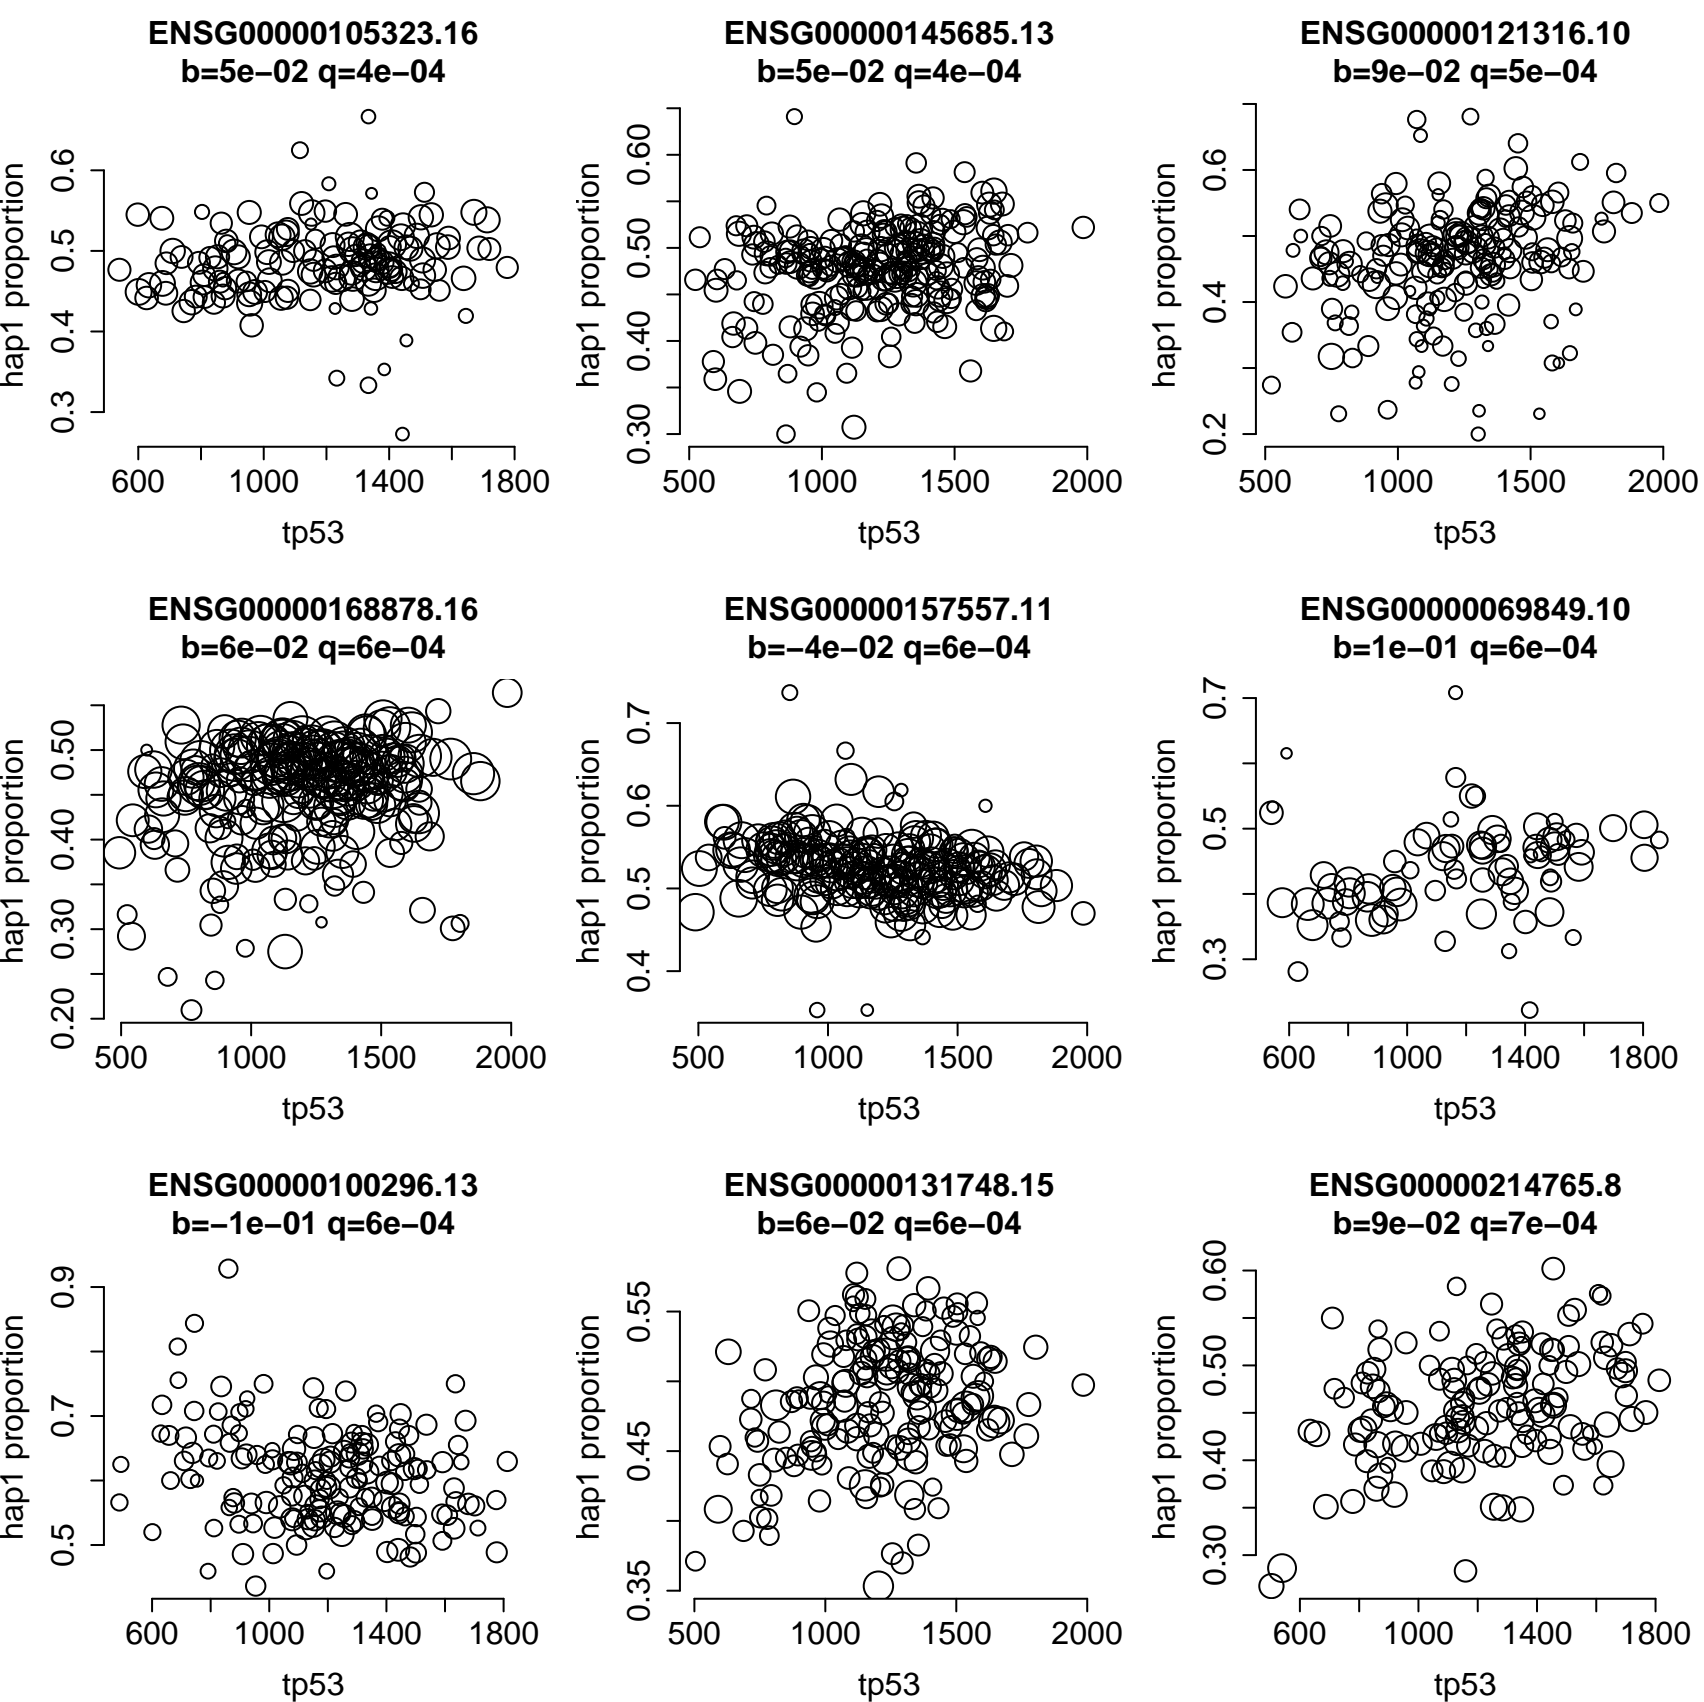 ENSG00000105323.16
b=5e−02 q=4e−04
hap1 proportion
0.3 0.4 0.5 0.6
600 1000 1400 1800
tp53
ENSG00000145685.13
b=5e−02 q=4e−04
hap1 proportion
0.30 0.40 0.50 0.60
500 1000 1500 2000
tp53
ENSG00000121316.10
b=9e−02 q=5e−04
hap1 proportion
0.2 0.4 0.6
500 1000 1500 2000
tp53
ENSG00000168878.16
b=6e−02 q=6e−04
hap1 proportion
0.20 0.30 0.40 0.50
500 1000 1500 2000
tp53
ENSG00000157557.11
b=−4e−02 q=6e−04
hap1 proportion
0.4 0.5 0.6 0.7
500 1000 1500 2000
tp53
ENSG00000069849.10
b=1e−01 q=6e−04
hap1 proportion
0.3 0.5 0.7
600 1000 1400 1800
tp53
ENSG00000100296.13
b=−1e−01 q=6e−04
hap1 proportion
0.5 0.7 0.9
600 1000 1400 1800
tp53
ENSG00000131748.15
b=6e−02 q=6e−04
hap1 proportion
0.35 0.45 0.55
500 1000 1500 2000
tp53
ENSG00000214765.8
b=9e−02 q=7e−04
hap1 proportion
0.30 0.40 0.50 0.60
600 1000 1400 1800
tp53